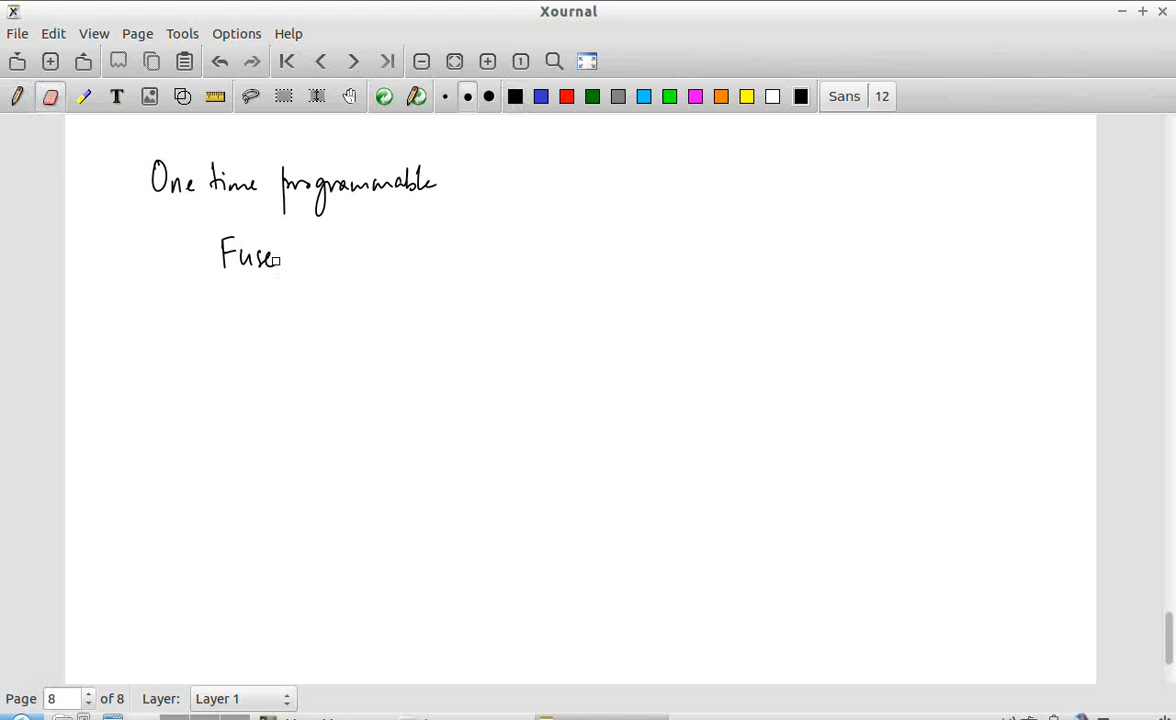 Xournal
File Edit View Page Tools Options Help
T Sans 12
One time programmable
Fuse
Page 8 of 8 Layer: Layer 1